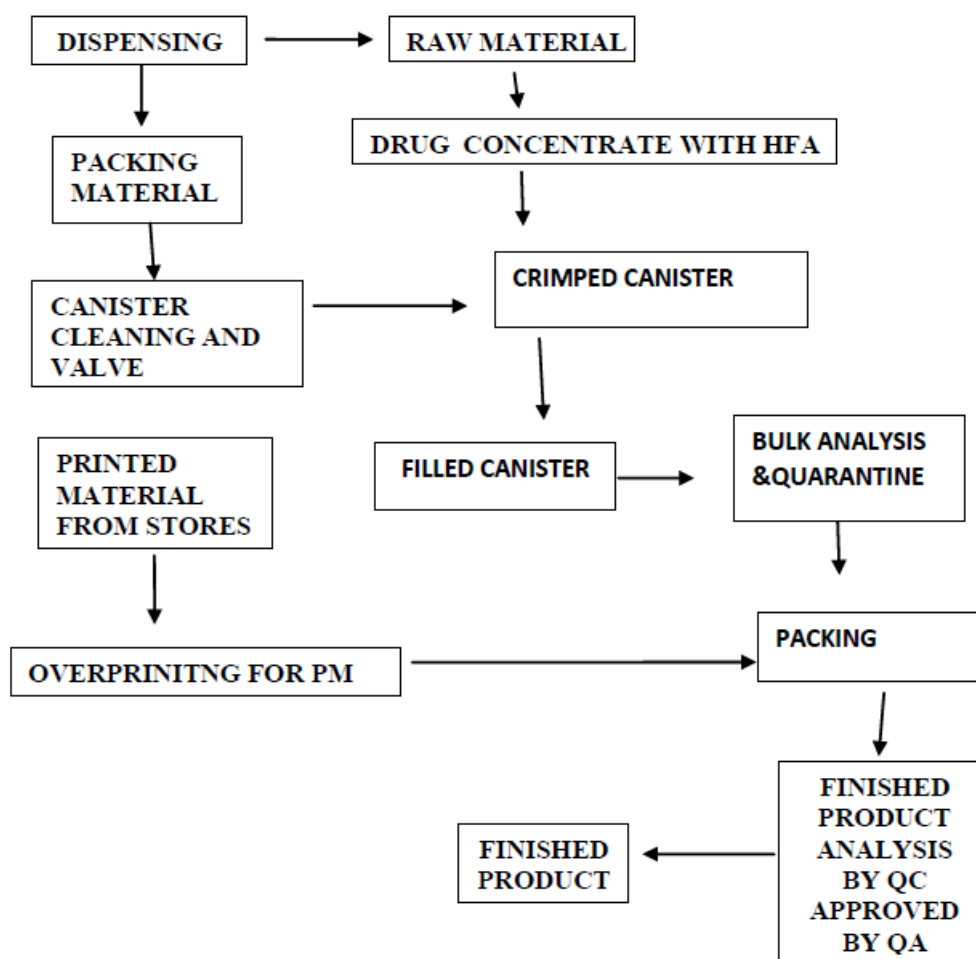 DISPENSING
RAW MATERIAL
DRUG CONCENTRATE WITH HFA
PACKING
MATERIAL
CRIMPED CANISTER
CANISTER
CLEANING AND
VALVE
PRINTED
MATERIAL
FROM STORES
FILLED CANISTER
BULK ANALYSIS
&QUARANTINE
PACKING
OVERPRINITNG FOR PM
FINISHED
PRODUCT
ANALYSIS
BY QC
APPROVED
BY QA
FINISHED
PRODUCT